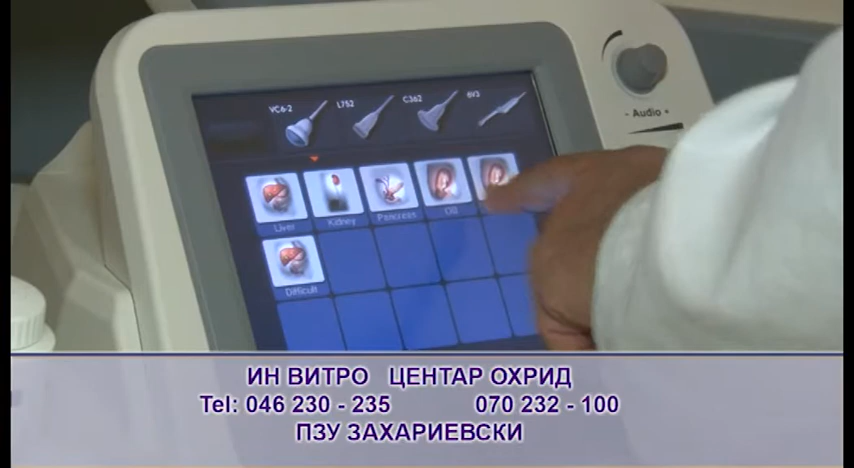 VC6-2 L752 C362 6V3
- Audio +
Liver Kidney Pancreas OB
Difficult
ИН ВИТРО ЦЕНТАР ОХРИД
Tel: 046 230 - 235 070 232 - 100
ПЗУ ЗАХАРИЕВСКИ